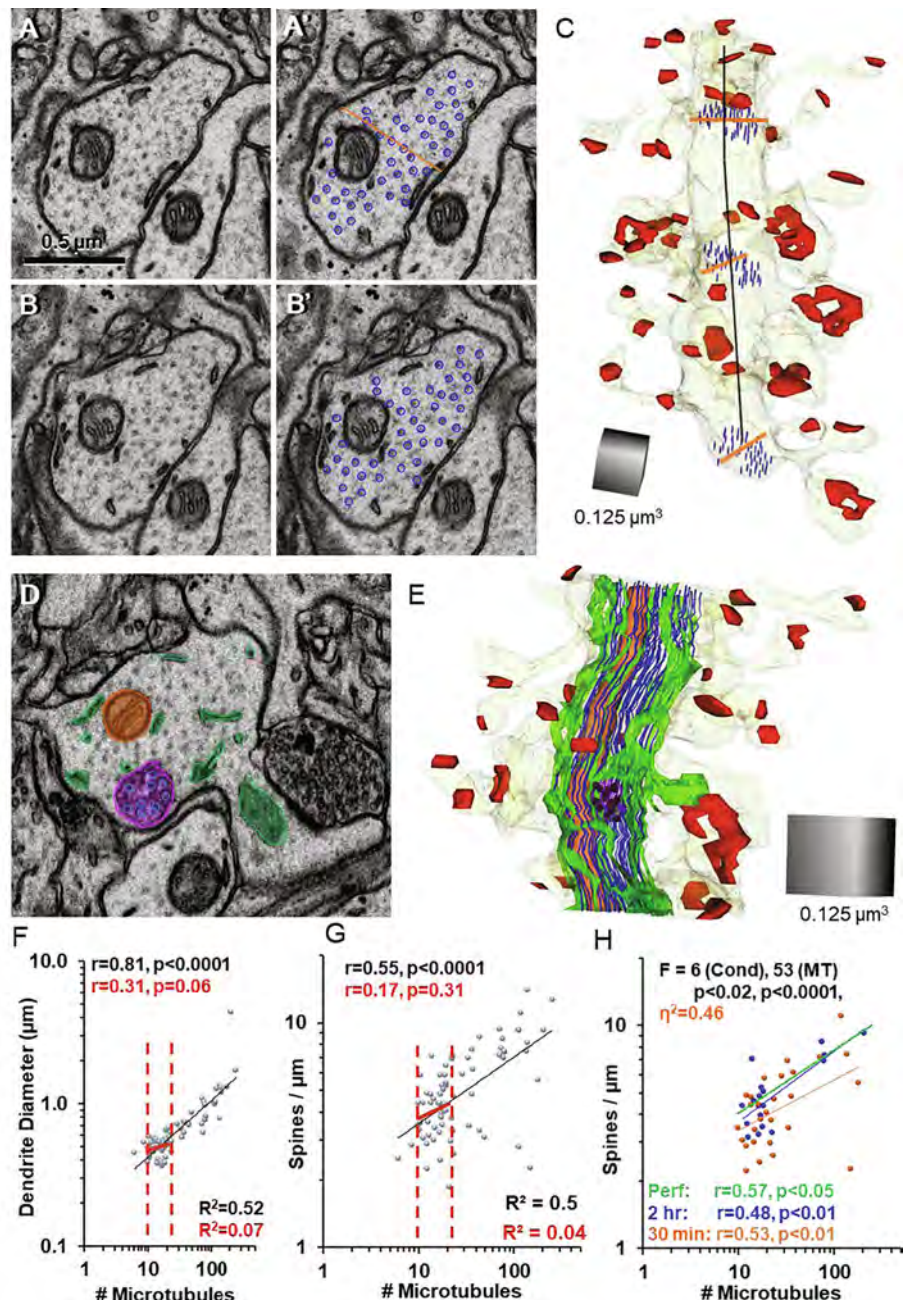 A
A'
C
0.5 µm
B
B'
0.125 µm³
D
E
0.125 µm³
F
G
H
r=0.81, p<0.0001
r=0.31, p=0.06
10.0
1.0
0.1
Dendrite Diameter (µm)
R²=0.52
R²=0.07
1
10
100
# Microtubules
r=0.55, p<0.0001
r=0.17, p=0.31
10
1
Spines / µm
R² = 0.5
R² = 0.04
1
10
100
# Microtubules
F = 6 (Cond), 53 (MT)
p<0.02, p<0.0001,
η²=0.46
10
1
Spines / µm
Perf: r=0.57, p<0.05
2 hr: r=0.48, p<0.01
30 min: r=0.53, p<0.01
1
10
100
# Microtubules